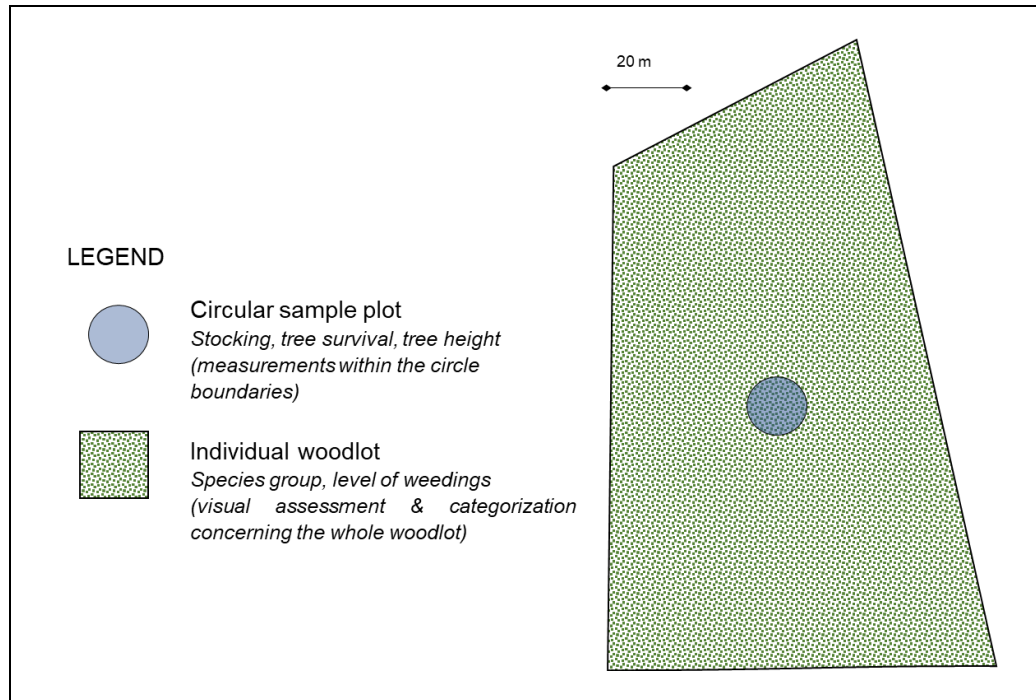 20 m
LEGEND
Circular sample plot
Stocking, tree survival, tree height
(measurements within the circle
boundaries)
Individual woodlot
Species group, level of weedings
(visual assessment & categorization
concerning the whole woodlot)